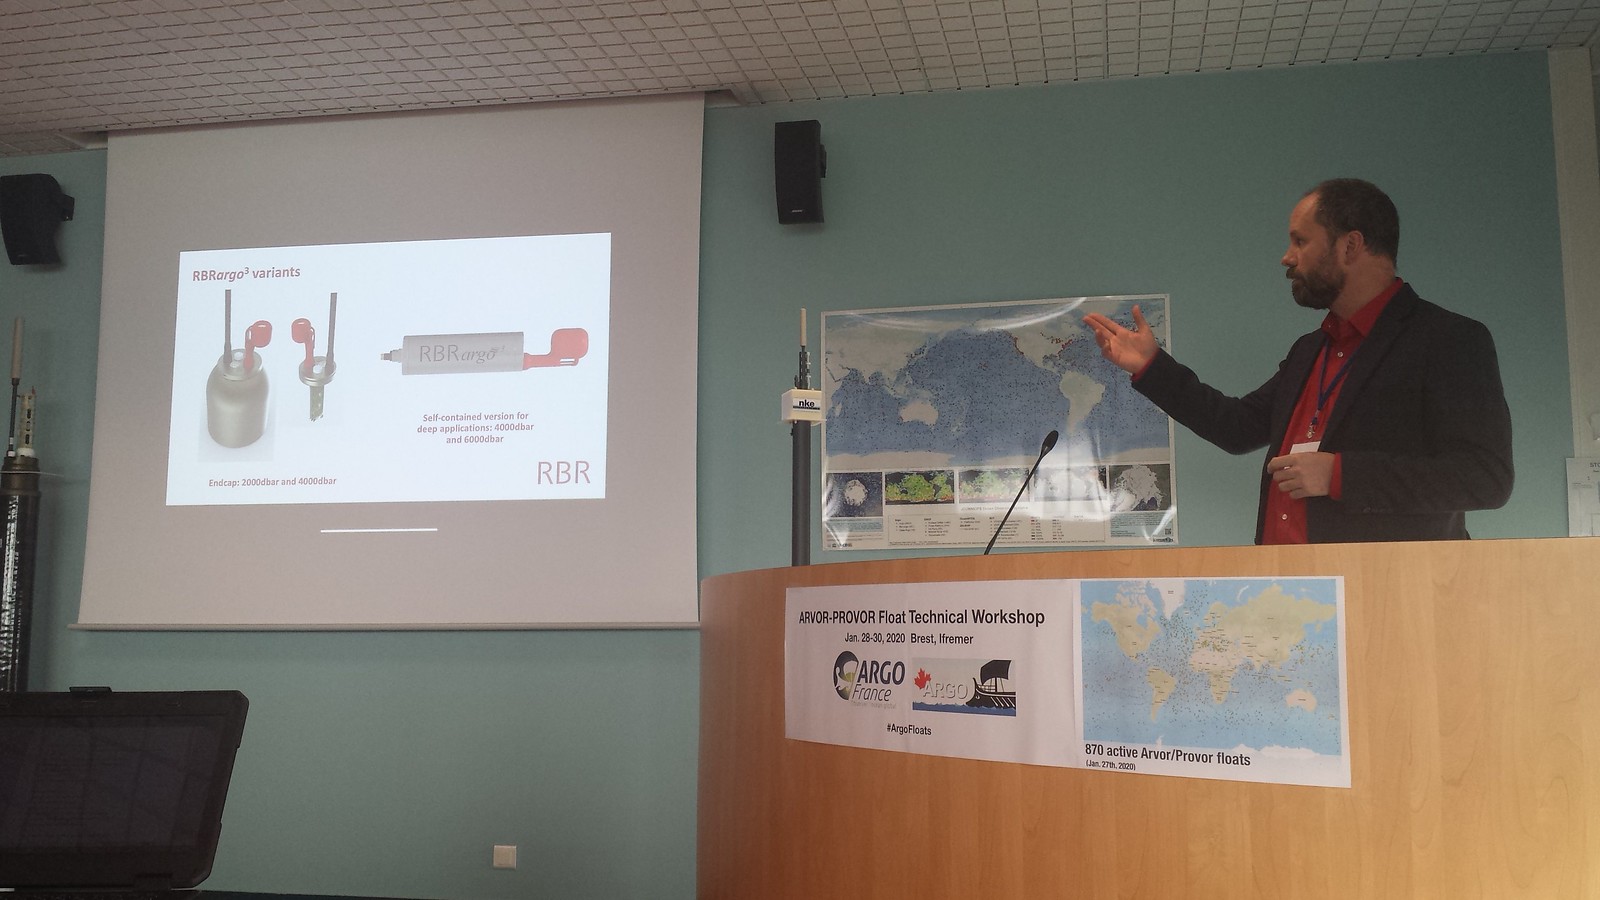 RBRargo³ variants
RBRargo
Self-contained version for
deep applications: 4000dbar
and 6000dbar
Endcap: 2000dbar and 4000dbar
RBR
nke
ARVOR-PROVOR Float Technical Workshop
Jan. 28-30, 2020 Brest, Ifremer
ARGO
France
ARGO
#ArgoFloats
870 active Arvor/Provor floats
(Jan. 27th, 2020)